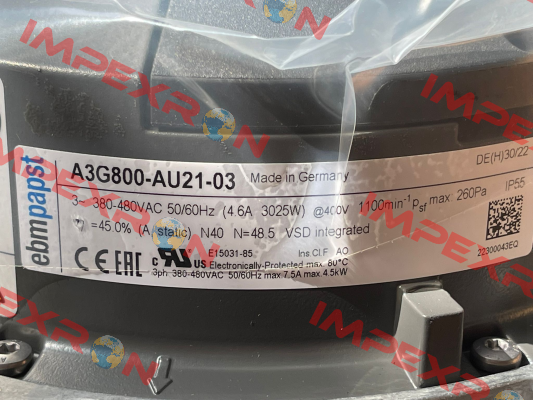 IMPEXRON
IMPEXRON
DE(H)30/22
ebmpapst
A3G800-AU21-03 Made in Germany
3~ 380-480VAC 50/60Hz (4.6A 3025W) @400V 1100min-1 psf max. 260Pa IP55
=45.0% (A static) N40 N=48.5 VSD integrated
E15031-85 Ins.Cl.F AO
CE EAC c US Electronically-Protected max 60°C
3ph. 380-480VAC 50/60Hz max 7.5A max 4.5kW
22300043EQ
IMPEXRON
IMPEXRON